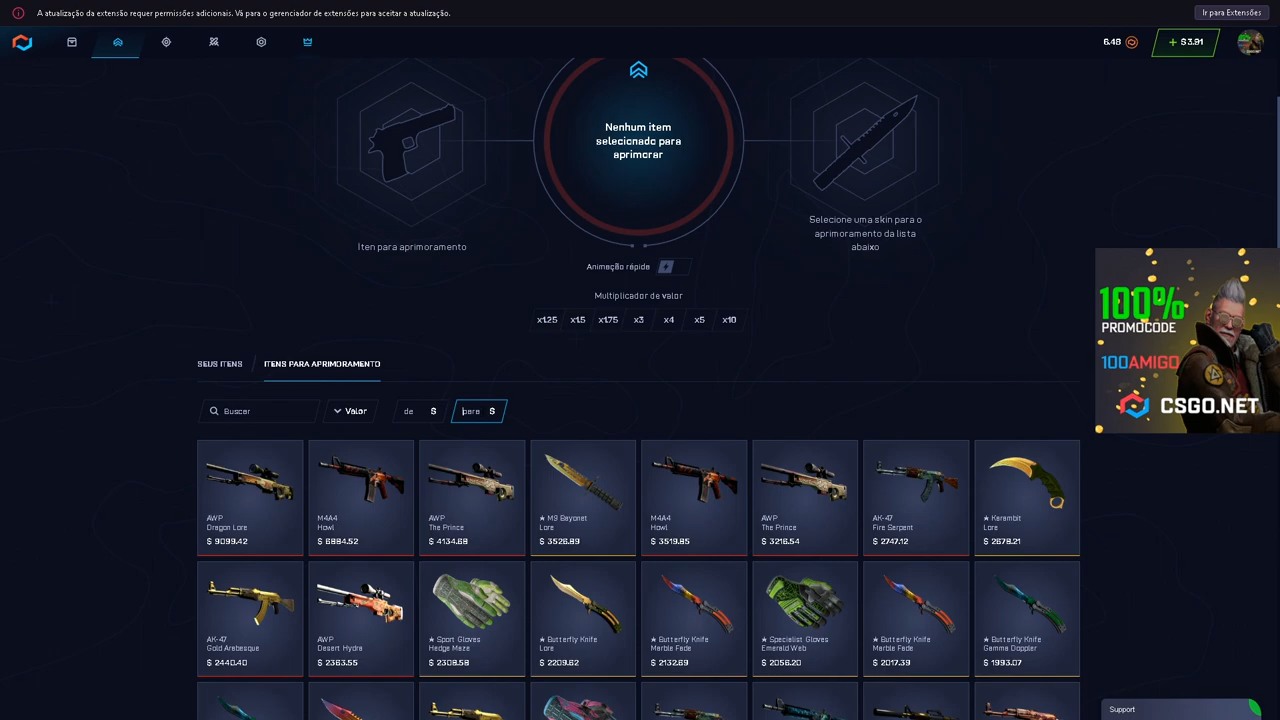 A atualização da extensão requer permissões adicionais. Vá para o gerenciador de extensões para aceitar a atualização.
Ir para Extensões
6.48
+ $ 3.91
Nenhum item
selecionado para
aprimorar
Selecione uma skin para o
aprimoramento da lista
abaixo
Iten para aprimoramento
Animação rápida
Multiplicador de valor
x1.25 x1.5 x1.75 x3 x4 x5 x10
100%
PROMOCODE
100AMIGO
CSGO.NET
SEUS ITENS
ITENS PARA APRIMORAMENTO
Buscar
Valor
de $
para $
AWP
Dragon Lore
$ 9099.42
M4A4
Howl
$ 6884.52
AWP
The Prince
$ 4134.68
★ M9 Bayonet
Lore
$ 3526.89
M4A4
Howl
$ 3519.85
AWP
The Prince
$ 3216.54
AK-47
Fire Serpent
$ 2747.12
★ Karambit
Lore
$ 2678.21
AK-47
Gold Arabesque
$ 2440.40
AWP
Desert Hydra
$ 2363.55
★ Sport Gloves
Hedge Maze
$ 2308.58
★ Butterfly Knife
Lore
$ 2209.62
★ Butterfly Knife
Marble Fade
$ 2132.69
★ Specialist Gloves
Emerald Web
$ 2056.20
★ Butterfly Knife
Marble Fade
$ 2017.39
★ Butterfly Knife
Gamma Doppler
$ 1993.07
Support